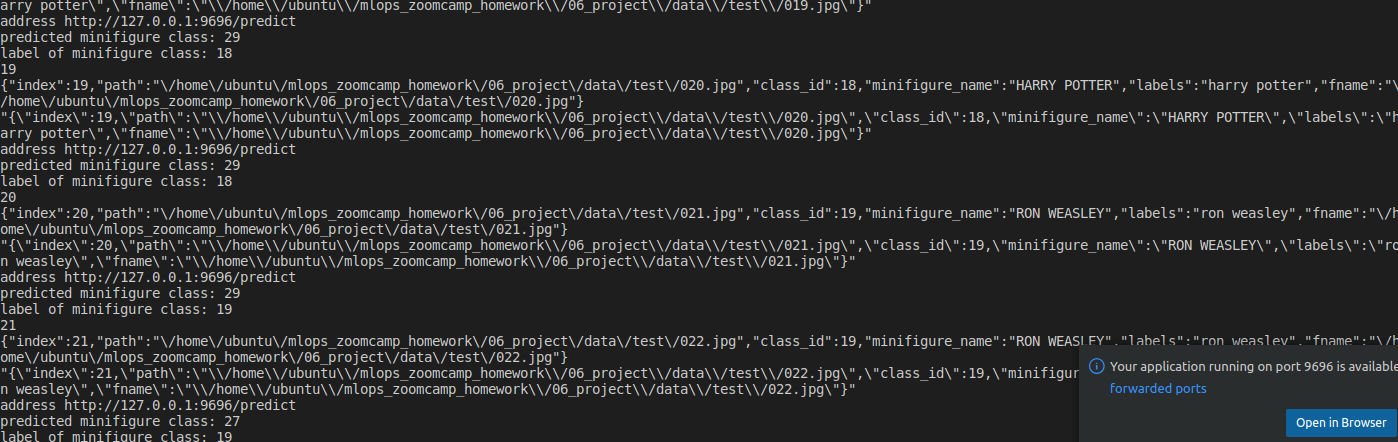 arry potter\",\"fname\":\"\\/home\\/ubuntu\\/mlops_zoomcamp_homework\\/06_project\\/data\\/test\\/019.jpg\"}"
address http://127.0.0.1:9696/predict
predicted minifigure class: 29
label of minifigure class: 18
19
{"index":19,"path":"\/home\/ubuntu\/mlops_zoomcamp_homework\/06_project\/data\/test\/020.jpg","class_id":18,"minifigure_name":"HARRY POTTER","labels":"harry potter","fname":"\
/home\/ubuntu\/mlops_zoomcamp_homework\/06_project\/data\/test\/020.jpg"}
"{\"index\":19,\"path\":\"\\/home\\/ubuntu\\/mlops_zoomcamp_homework\\/06_project\\/data\\/test\\/020.jpg\",\"class_id\":18,\"minifigure_name\":\"HARRY POTTER\",\"labels\":\"h
arry potter\",\"fname\":\"\\/home\\/ubuntu\\/mlops_zoomcamp_homework\\/06_project\\/data\\/test\\/020.jpg\"}"
address http://127.0.0.1:9696/predict
predicted minifigure class: 29
label of minifigure class: 18
20
{"index":20,"path":"\/home\/ubuntu\/mlops_zoomcamp_homework\/06_project\/data\/test\/021.jpg","class_id":19,"minifigure_name":"RON WEASLEY","labels":"ron weasley","fname":"\/h
ome\/ubuntu\/mlops_zoomcamp_homework\/06_project\/data\/test\/021.jpg"}
"{\"index\":20,\"path\":\"\\/home\\/ubuntu\\/mlops_zoomcamp_homework\\/06_project\\/data\\/test\\/021.jpg\",\"class_id\":19,\"minifigure_name\":\"RON WEASLEY\",\"labels\":\"ro
n weasley\",\"fname\":\"\\/home\\/ubuntu\\/mlops_zoomcamp_homework\\/06_project\\/data\\/test\\/021.jpg\"}"
address http://127.0.0.1:9696/predict
predicted minifigure class: 29
label of minifigure class: 19
21
{"index":21,"path":"\/home\/ubuntu\/mlops_zoomcamp_homework\/06_project\/data\/test\/022.jpg","class_id":19,"minifigure_name":"RON WEASLEY","labels":"ron weasley","fname":"\/h
ome\/ubuntu\/mlops_zoomcamp_homework\/06_project\/data\/test\/022.jpg"}
"{\"index\":21,\"path\":\"\\/home\\/ubuntu\\/mlops_zoomcamp_homework\\/06_project\\/data\\/test\\/022.jpg\",\"class_id\":19,\"minifigur
n weasley\",\"fname\":\"\\/home\\/ubuntu\\/mlops_zoomcamp_homework\\/06_project\\/data\\/test\\/022.jpg\"}"
address http://127.0.0.1:9696/predict
predicted minifigure class: 27
label of minifigure class: 19
Your application running on port 9696 is available
forwarded ports
Open in Browser